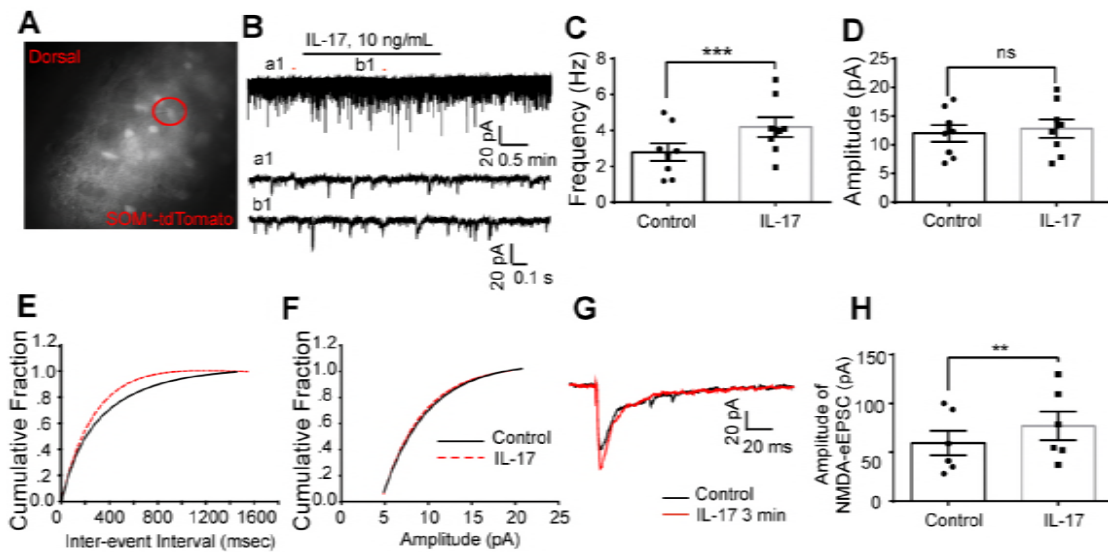 A
Dorsal
SOM⁺-tdTomato
B
IL-17, 10 ng/mL
a1
b1
20 pA
0.5 min
a1
b1
20 pA
0.1 s
C
Frequency (Hz)
8
6
4
2
0
***
Control
IL-17
D
Amplitude (pA)
25
20
15
10
5
0
ns
Control
IL-17
E
Cumulative Fraction
1.2
1.0
.8
.6
.4
.2
0.0
0
400
800
1200
1600
Inter-event Interval (msec)
F
Cumulative Fraction
1.2
1.0
.8
.6
.4
.2
0.0
0
5
10
15
20
25
Amplitude (pA)
Control
IL-17
G
20 pA
20 ms
Control
IL-17 3 min
H
Amplitude of
NMDA-eEPSC (pA)
150
100
50
0
**
Control
IL-17